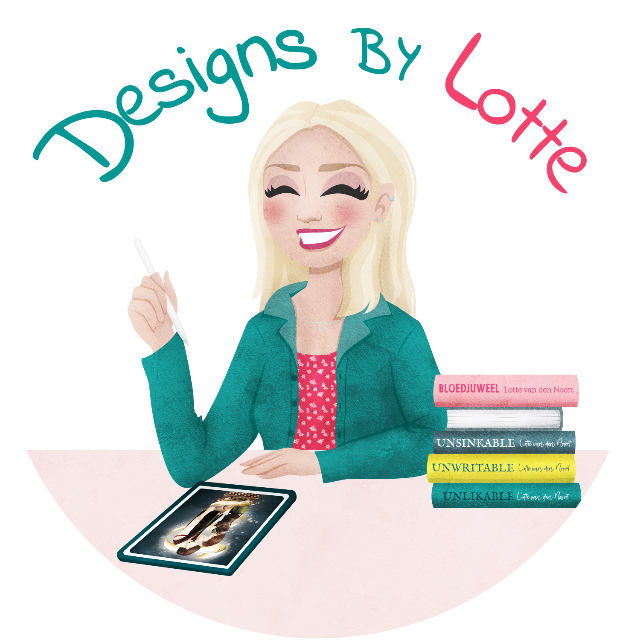 Designs By Lotte
BLOEDJUWEEL Lotte van den Noort
UNSINKABLE Lotte van den Noort
UNWRITABLE Lotte van den Noort
UNLIKABLE Lotte van den Noort